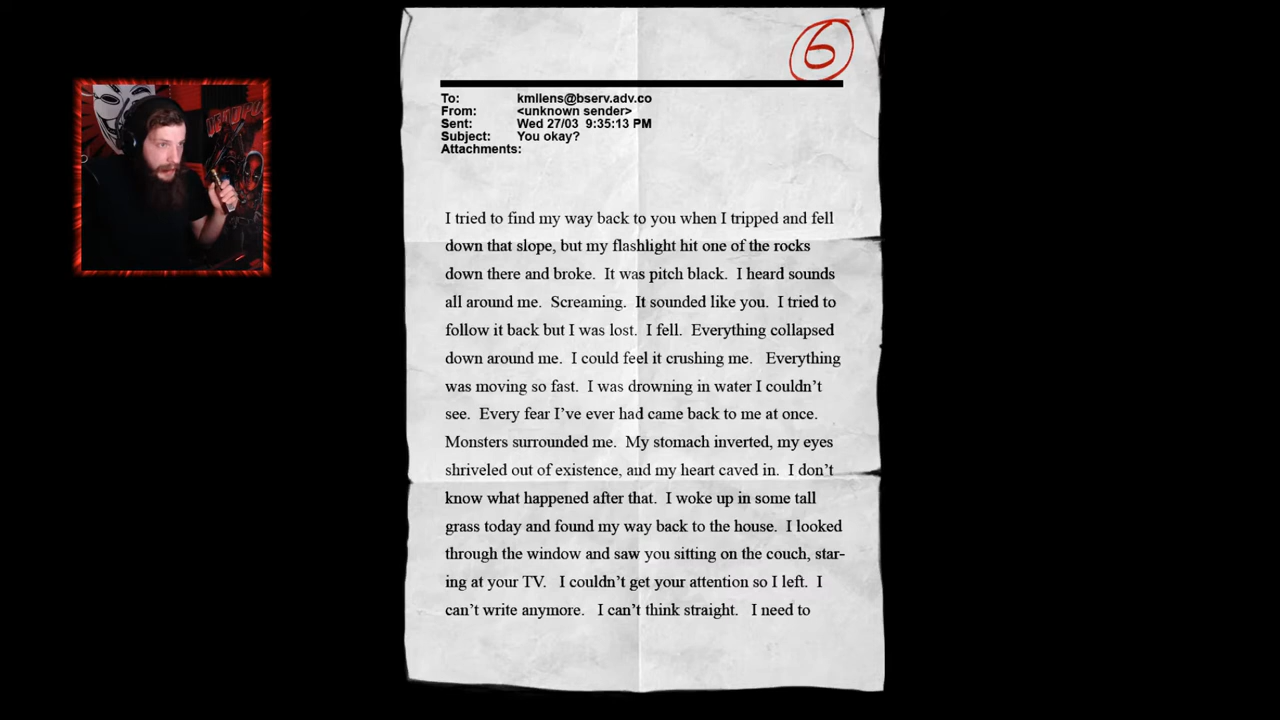 6
To: kmllens@bserv.adv.co
From: <unknown sender>
Sent: Wed 27/03 9:35:13 PM
Subject: You okay?
Attachments:
I tried to find my way back to you when I tripped and fell
down that slope, but my flashlight hit one of the rocks
down there and broke. It was pitch black. I heard sounds
all around me. Screaming. It sounded like you. I tried to
follow it back but I was lost. I fell. Everything collapsed
down around me. I could feel it crushing me. Everything
was moving so fast. I was drowning in water I couldn't
see. Every fear I've ever had came back to me at once.
Monsters surrounded me. My stomach inverted, my eyes
shriveled out of existence, and my heart caved in. I don't
know what happened after that. I woke up in some tall
grass today and found my way back to the house. I looked
through the window and saw you sitting on the couch, star-
ing at your TV. I couldn't get your attention so I left. I
can't write anymore. I can't think straight. I need to